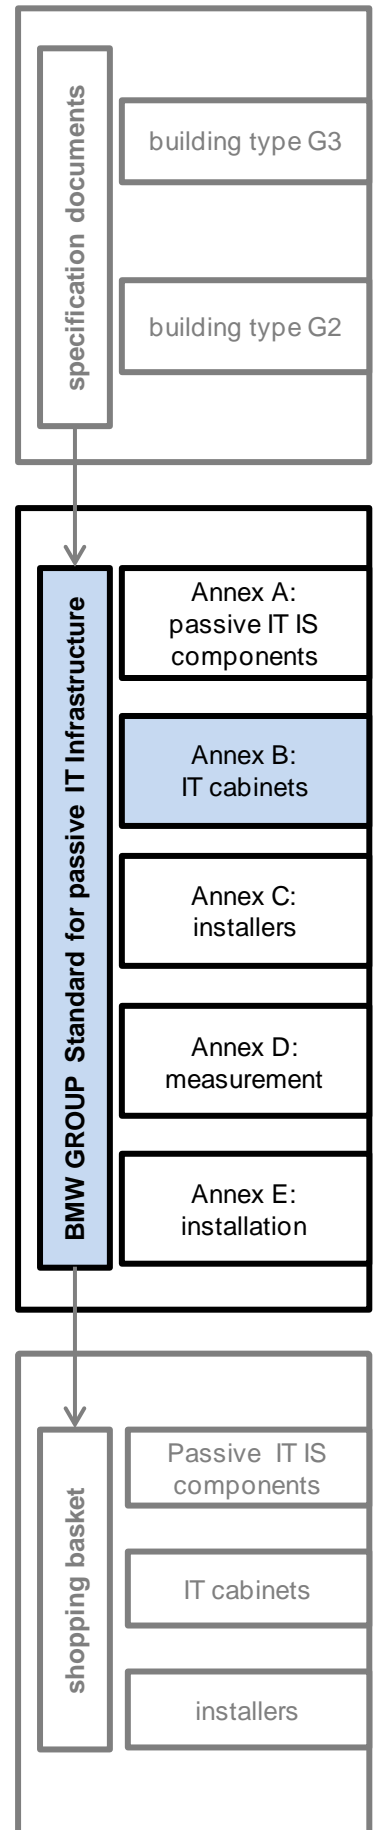 specification documents
building type G3
building type G2
BMW GROUP Standard for passive IT Infrastructure
Annex A:
passive IT IS
components
Annex B:
IT cabinets
Annex C:
installers
Annex D:
measurement
Annex E:
installation
shopping basket
Passive IT IS
components
IT cabinets
installers